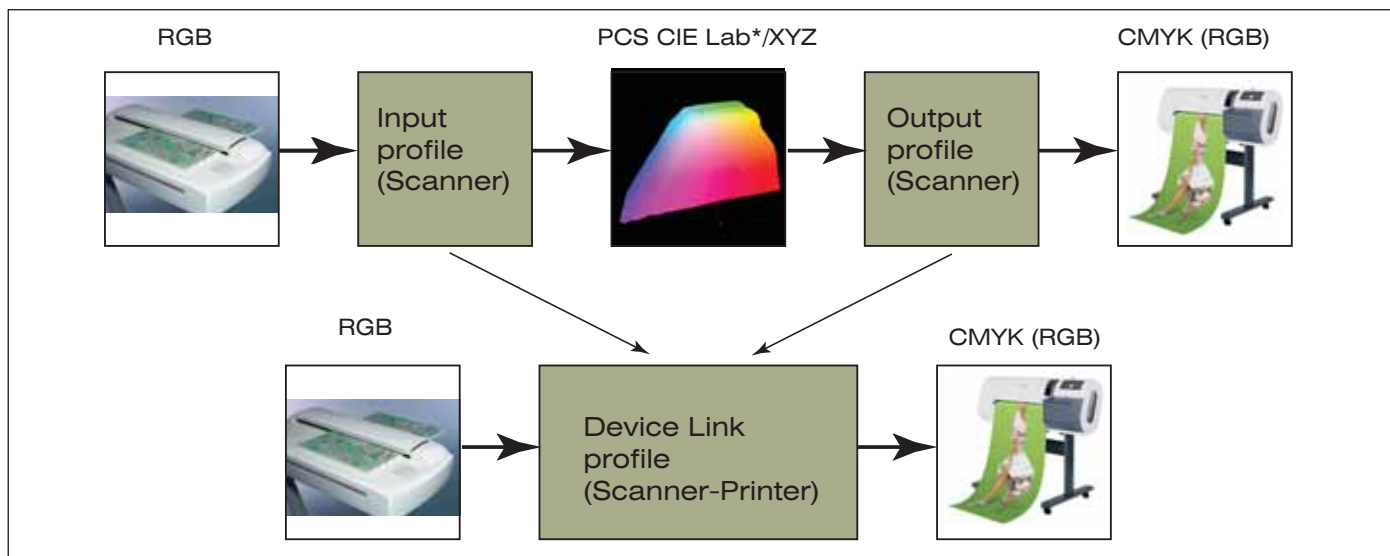 RGB
PCS CIE Lab*/XYZ
CMYK (RGB)
Input
profile
(Scanner)
Output
profile
(Scanner)
RGB
CMYK (RGB)
Device Link
profile
(Scanner-Printer)